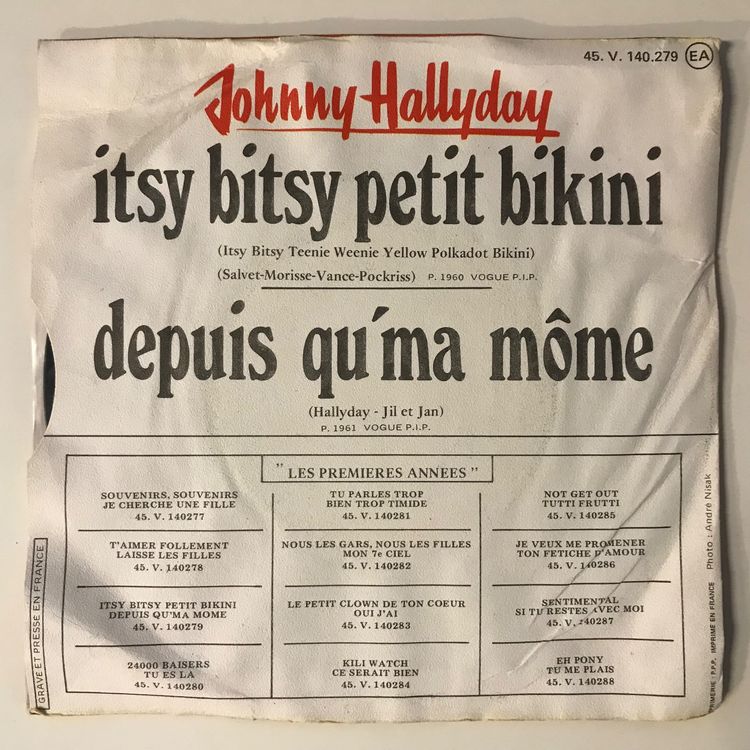 45. V. 140.279 EA
Johnny Hallyday
itsy bitsy petit bikini
(Itsy Bitsy Teenie Weenie Yellow Polkadot Bikini)
(Salvet-Morisse-Vance-Pockriss) P. 1960 VOGUE P.I.P.
depuis qu'ma môme
(Hallyday - Jil et Jan)
P. 1961 VOGUE P.I.P.
" LES PREMIERES ANNEES "
SOUVENIRS, SOUVENIRS
JE CHERCHE UNE FILLE
45. V. 140277
T'AIMER FOLLEMENT
LAISSE LES FILLES
45. V. 140278
ITSY BITSY PETIT BIKINI
DEPUIS QU'MA MOME
45. V. 140279
24000 BAISERS
TU ES LA
45. V. 140280
TU PARLES TROP
BIEN TROP TIMIDE
45. V. 140281
NOUS LES GARS, NOUS LES FILLES
MON 7e CIEL
45. V. 140282
LE PETIT CLOWN DE TON COEUR
OUI J'AI
45. V. 140283
KILI WATCH
CE SERAIT BIEN
45. V. 140284
NOT GET OUT
TUTTI FRUTTI
45. V. 140285
JE VEUX ME PROMENER
TON FETICHE D'AMOUR
45. V. 140286
SENTIMENTAL
SI TU RESTES AVEC MOI
45. V. 140287
EH PONY
TU ME PLAIS
45. V. 140288
GRAVE ET PRESSE EN FRANCE
Photo : André Nisak
P.P.P. IMPRIME EN FRANCE